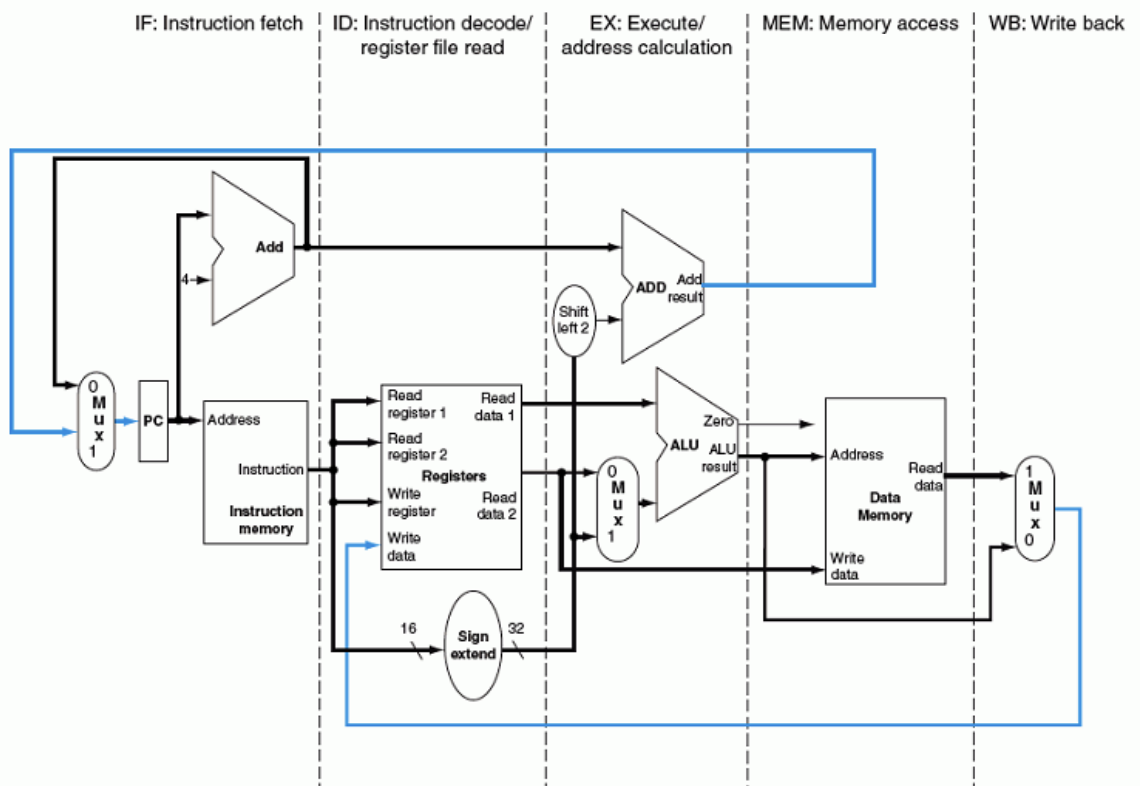 IF: Instruction fetch
ID: Instruction decode/
register file read
EX: Execute/
address calculation
MEM: Memory access
WB: Write back
Add
4
ADD
Add
result
Shift
left 2
0
M
u
x
1
PC
Address
Instruction
Instruction
memory
Read
register 1
Read
register 2
Write
register
Write
data
Registers
Read
data 1
Read
data 2
16
Sign
extend
32
0
M
u
x
1
Zero
ALU
ALU
result
Address
Read
data
Data
Memory
Write
data
1
M
u
x
0